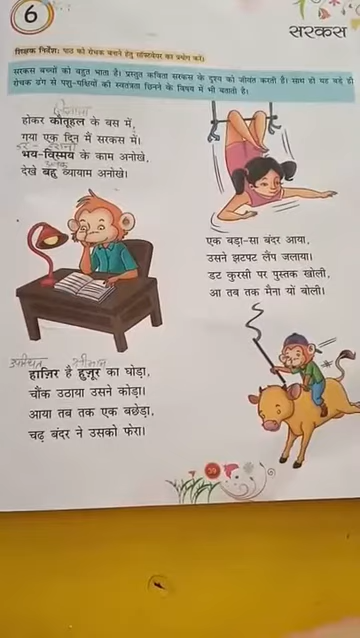 6
सरकस
शिक्षक निर्देश: पाठ को रोचक बनाने हेतु सॉफ़्टवेयर का प्रयोग करें।
सरकस बच्चों को बहुत भाता है। प्रस्तुत कविता सरकस के दृश्य को जीवंत करती है। साथ ही यह बड़े ही
रोचक ढंग से पशु-पक्षियों की स्वतंत्रता छिनने के विषय में भी बताती है।
होकर कौतूहल के बस में,
गया एक दिन मैं सरकस में।
भय-विस्मय के काम अनोखे,
देखे बहु व्यायाम अनोखे।
एक बड़ा-सा बंदर आया,
उसने झटपट लैंप जलाया।
डट कुरसी पर पुस्तक खोली,
आ तब तक मैना यों बोली।
उपस्थित
हाज़िर है हुज़ूर का घोड़ा,
चौंक उठाया उसने कोड़ा।
आया तब तक एक बछेड़ा,
चढ़ बंदर ने उसको फेरा।